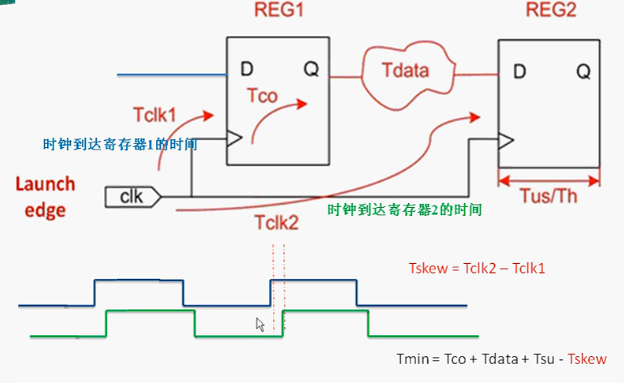 REG1
REG2
D
Q
Tdata
D
Q
Tco
Tclk1
时钟到达寄存器1的时间
Launch
edge
clk
时钟到达寄存器2的时间
Tus/Th
Tclk2
Tskew = Tclk2 – Tclk1
Tmin = Tco + Tdata + Tsu - Tskew